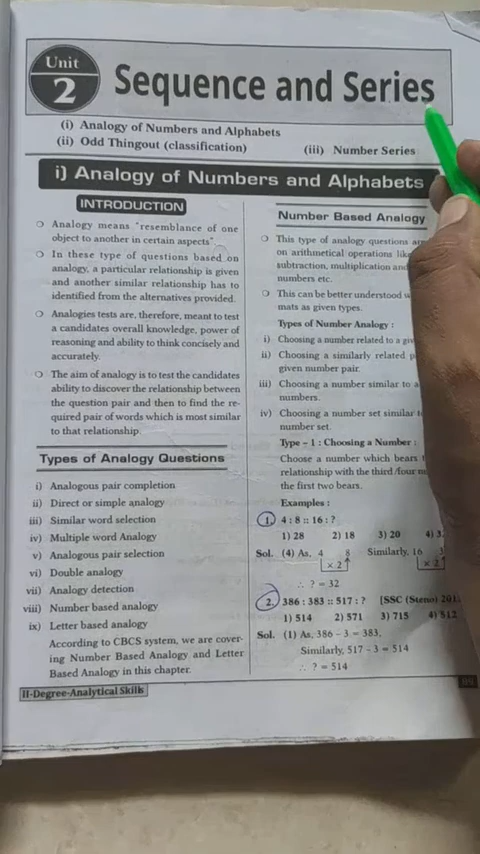 Unit
2
Sequence and Series
(i) Analogy of Numbers and Alphabets
(ii) Odd Thingout (classification)
(iii) Number Series
i) Analogy of Numbers and Alphabets
INTRODUCTION
❍ Analogy means "resemblance of one
object to another in certain aspects".
❍ In these type of questions based on
analogy, a particular relationship is given
and another similar relationship has to
identified from the alternatives provided.
❍ Analogies tests are, therefore, meant to test
a candidates overall knowledge, power of
reasoning and ability to think concisely and
accurately.
❍ The aim of analogy is to test the candidates
ability to discover the relationship between
the question pair and then to find the re-
quired pair of words which is most similar
to that relationship.
Types of Analogy Questions
i) Analogous pair completion
ii) Direct or simple analogy
iii) Similar word selection
iv) Multiple word Analogy
v) Analogous pair selection
vi) Double analogy
vii) Analogy detection
viii) Number based analogy
ix) Letter based analogy
According to CBCS system, we are cover-
ing Number Based Analogy and Letter
Based Analogy in this chapter.
II-Degree-Analytical Skills
Number Based Analogy
❍ This type of analogy questions
on arithmetical operations
subtraction, multiplication and
numbers etc.
❍ This can be better understood
mats as given types.
Types of Number Analogy :
i) Choosing a number related to a
ii) Choosing a similarly related
given number pair.
iii) Choosing a number similar to
numbers.
iv) Choosing a number set similar
number set.
Type – 1 : Choosing a Number :
Choose a number which bears
relationship with the third/four
the first two bears.
Examples :
1. 4 : 8 :: 16 : ?
1) 28 2) 18 3) 20 4)
Sol. (4) As, 4 8 Similarly, 16
× 2 × 2
∴ ? = 32
2. 386 : 383 :: 517 : ? [SSC (Steno)
1) 514 2) 571 3) 715 4) 512
Sol. (1) As, 386 – 3 = 383,
Similarly, 517 – 3 = 514
∴ ? = 514